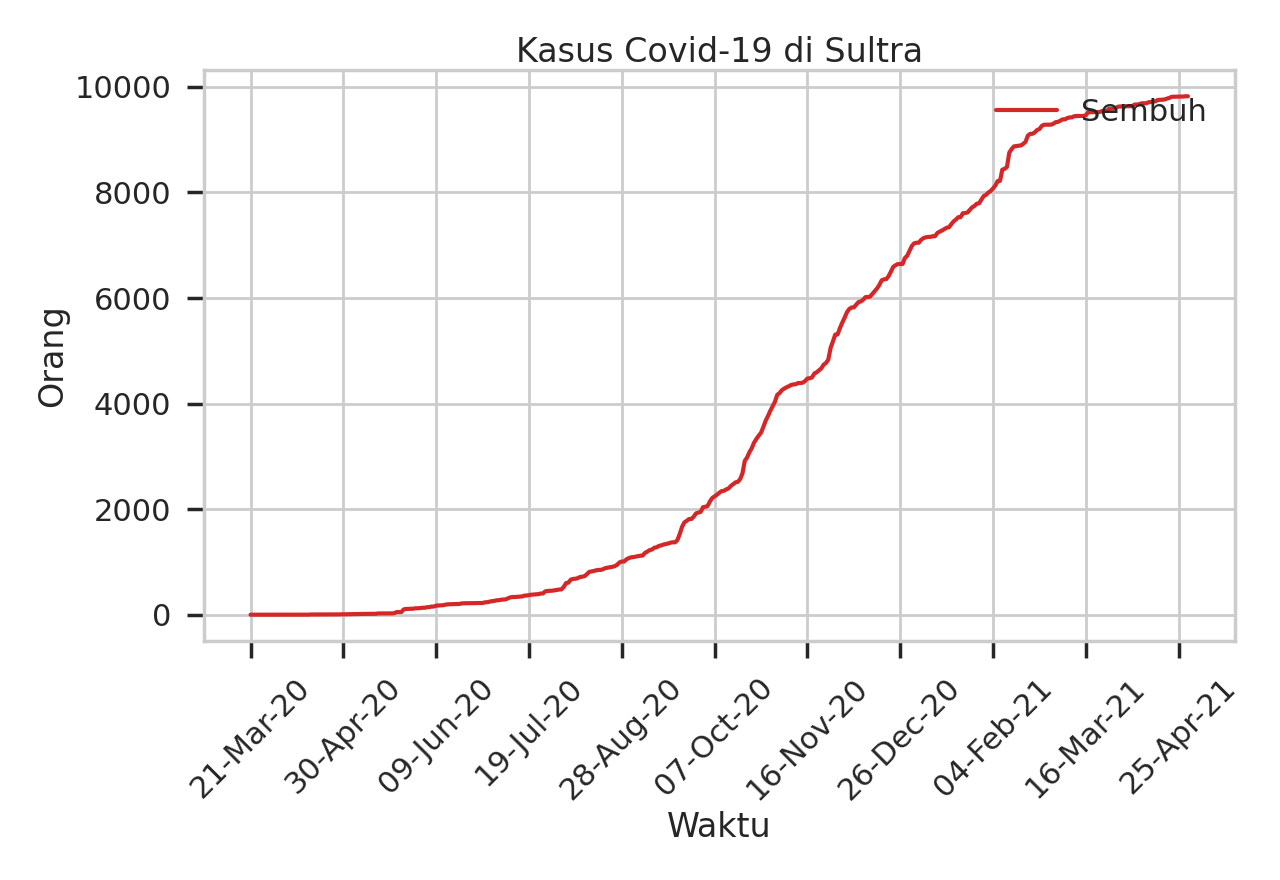 Kasus Covid-19 di Sultra
Sembuh
Orang
10000
8000
6000
4000
2000
0
21-Mar-20
30-Apr-20
09-Jun-20
19-Jul-20
28-Aug-20
07-Oct-20
16-Nov-20
26-Dec-20
04-Feb-21
16-Mar-21
25-Apr-21
Waktu